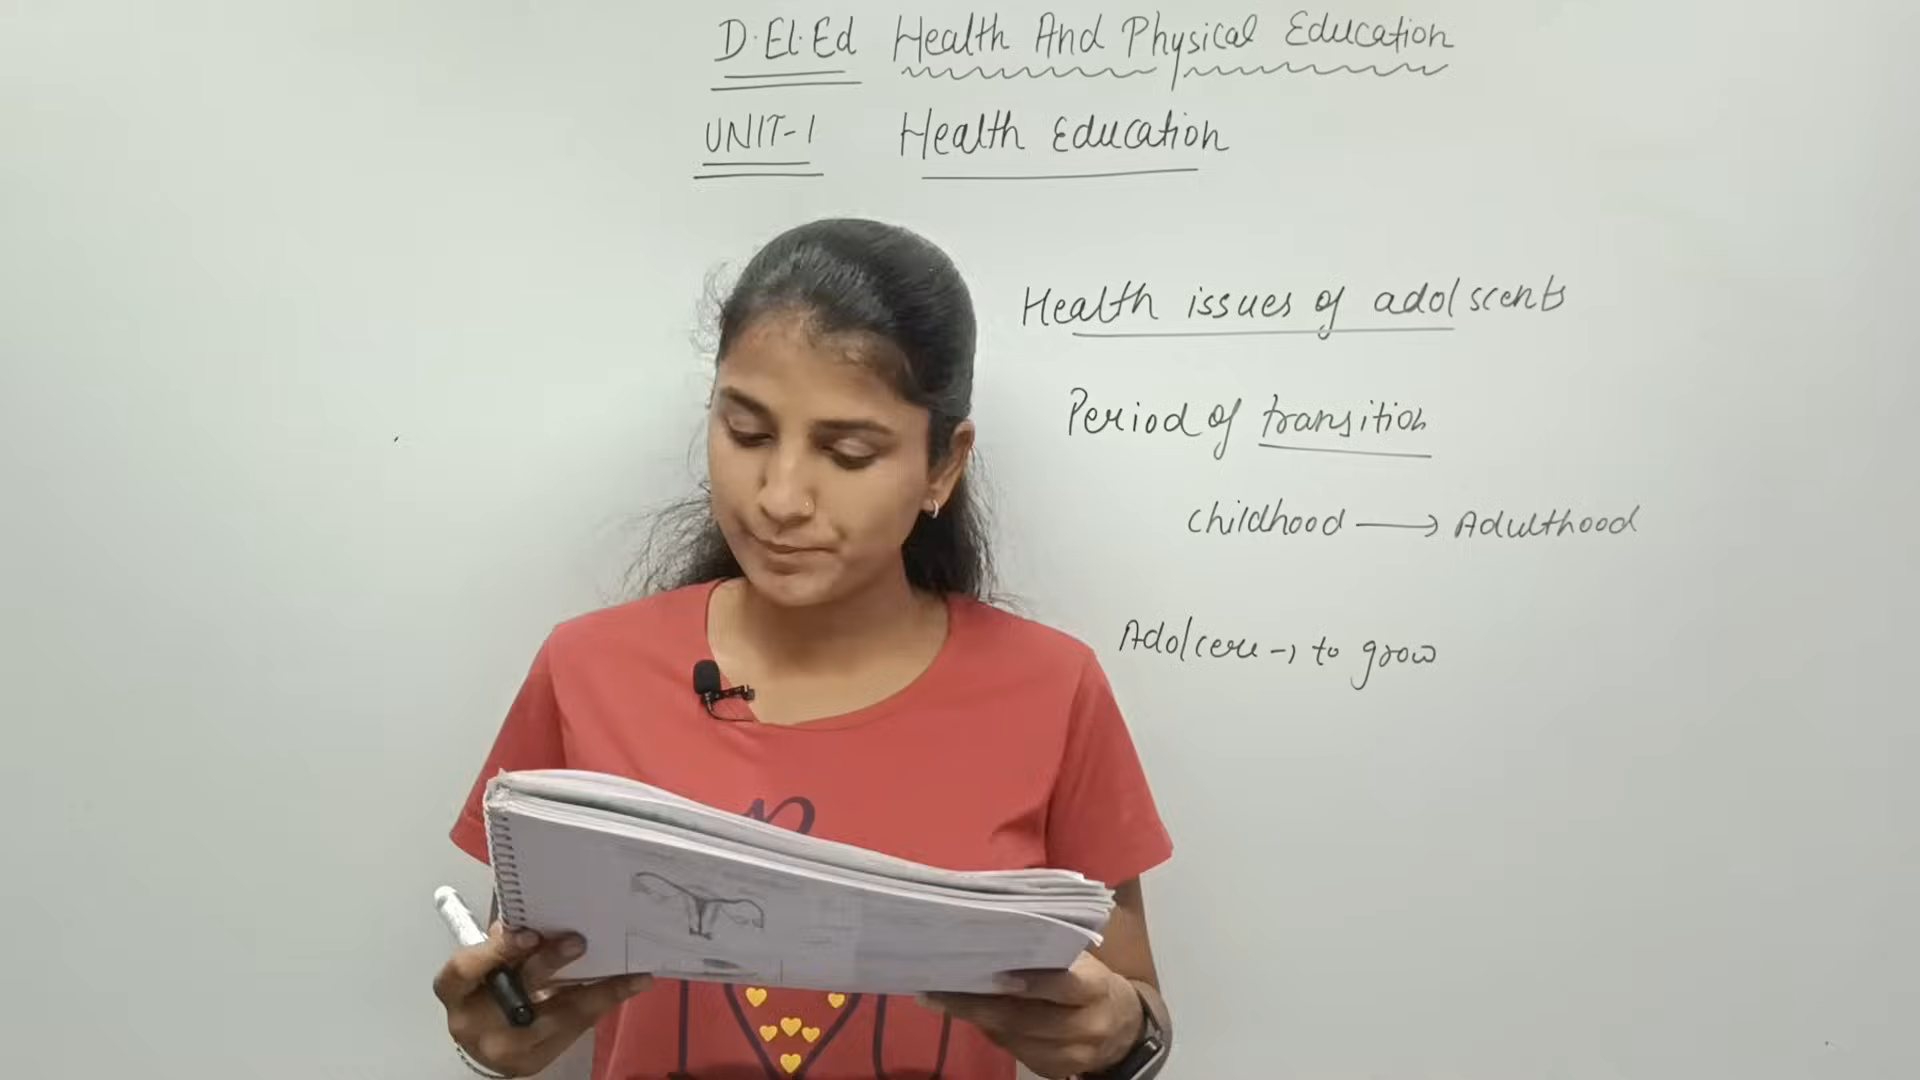 D.El.Ed Health And Physical Education
UNIT-1 Health Education
Health issues of adolscents
Period of transition
childhood → Adulthood
Adolcere → to grow
I U